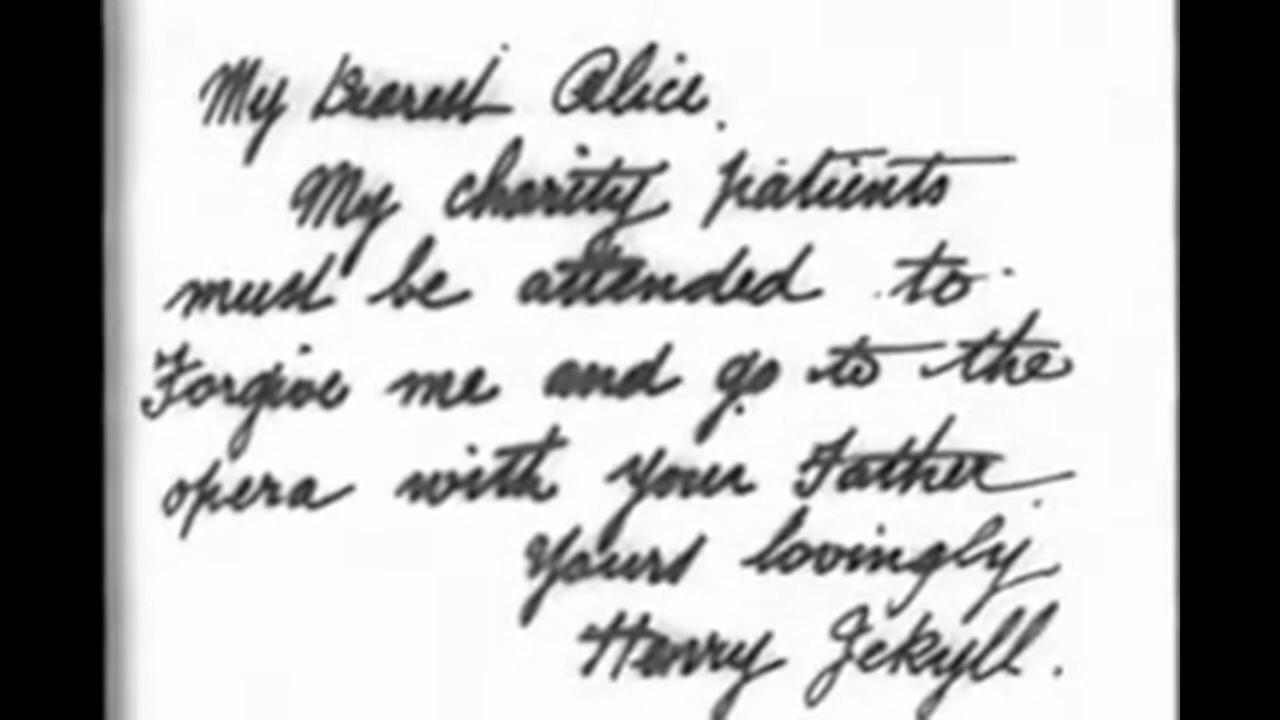 My Dearest Alice.
My charity patients
must be attended to.
Forgive me and go to the
opera with your Father.
Yours lovingly
Henry Jekyll.